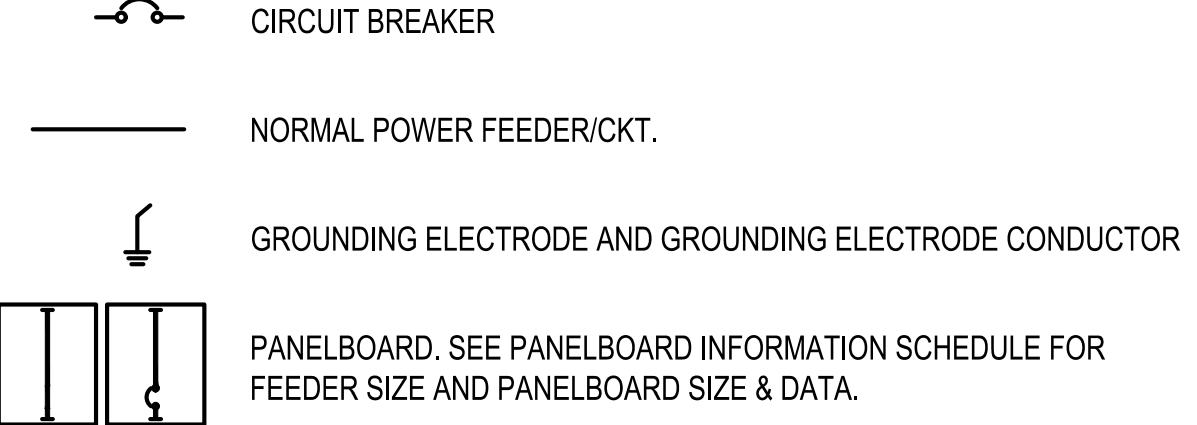 CIRCUIT BREAKER
NORMAL POWER FEEDER/CKT.
GROUNDING ELECTRODE AND GROUNDING ELECTRODE CONDUCTOR
PANELBOARD. SEE PANELBOARD INFORMATION SCHEDULE FOR
FEEDER SIZE AND PANELBOARD SIZE & DATA.